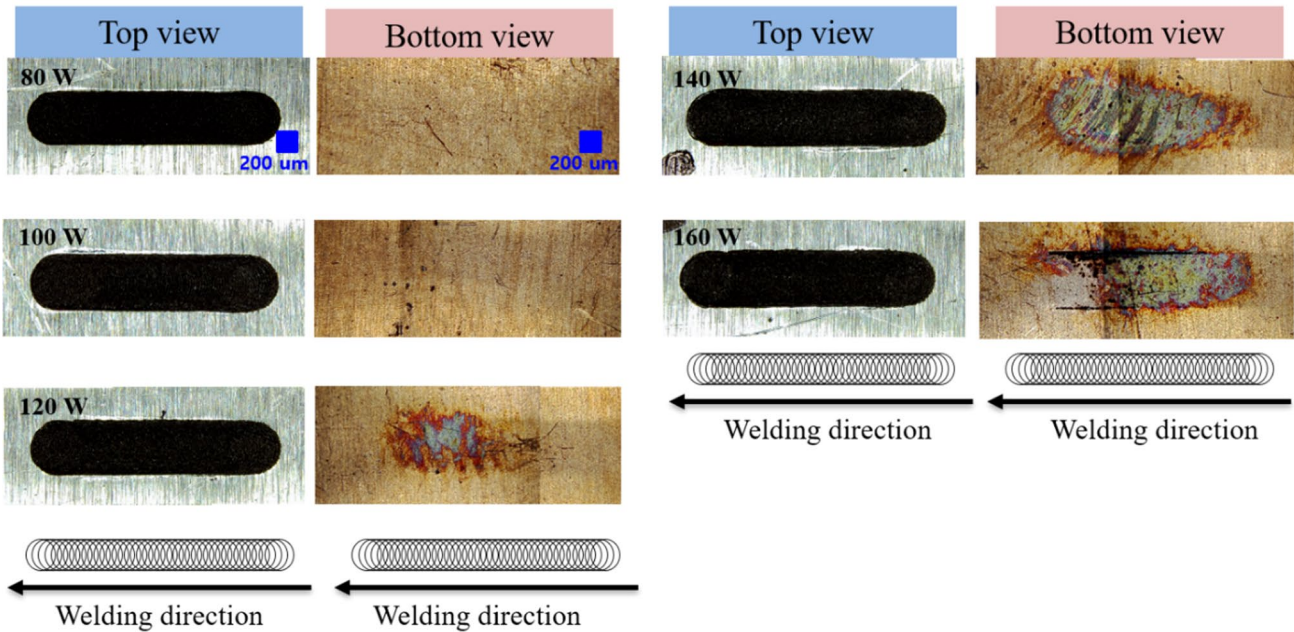 Top view
Bottom view
80 W
200 um
200 um
100 W
120 W
Welding direction
Welding direction
Top view
Bottom view
140 W
160 W
Welding direction
Welding direction